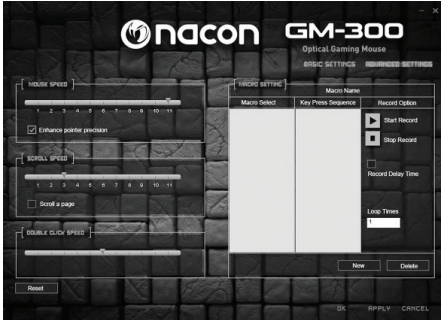 nacon GM-300
Optical Gaming Mouse
BASIC SETTINGS ADVANCED SETTINGS
MOUSE SPEED
1 2 3 4 5 6 7 8 9 10 11
Enhance pointer precision
SCROLL SPEED
1 2 3 4 5 6 7 8 9 10 11
Scroll a page
DOUBLE CLICK SPEED
Reset
MACRO SETTING
Macro Name
Macro Select Key Press Sequence Record Option
Start Record
Stop Record
Record Delay Time
Loop Times
1
New Delete
OK APPLY CANCEL